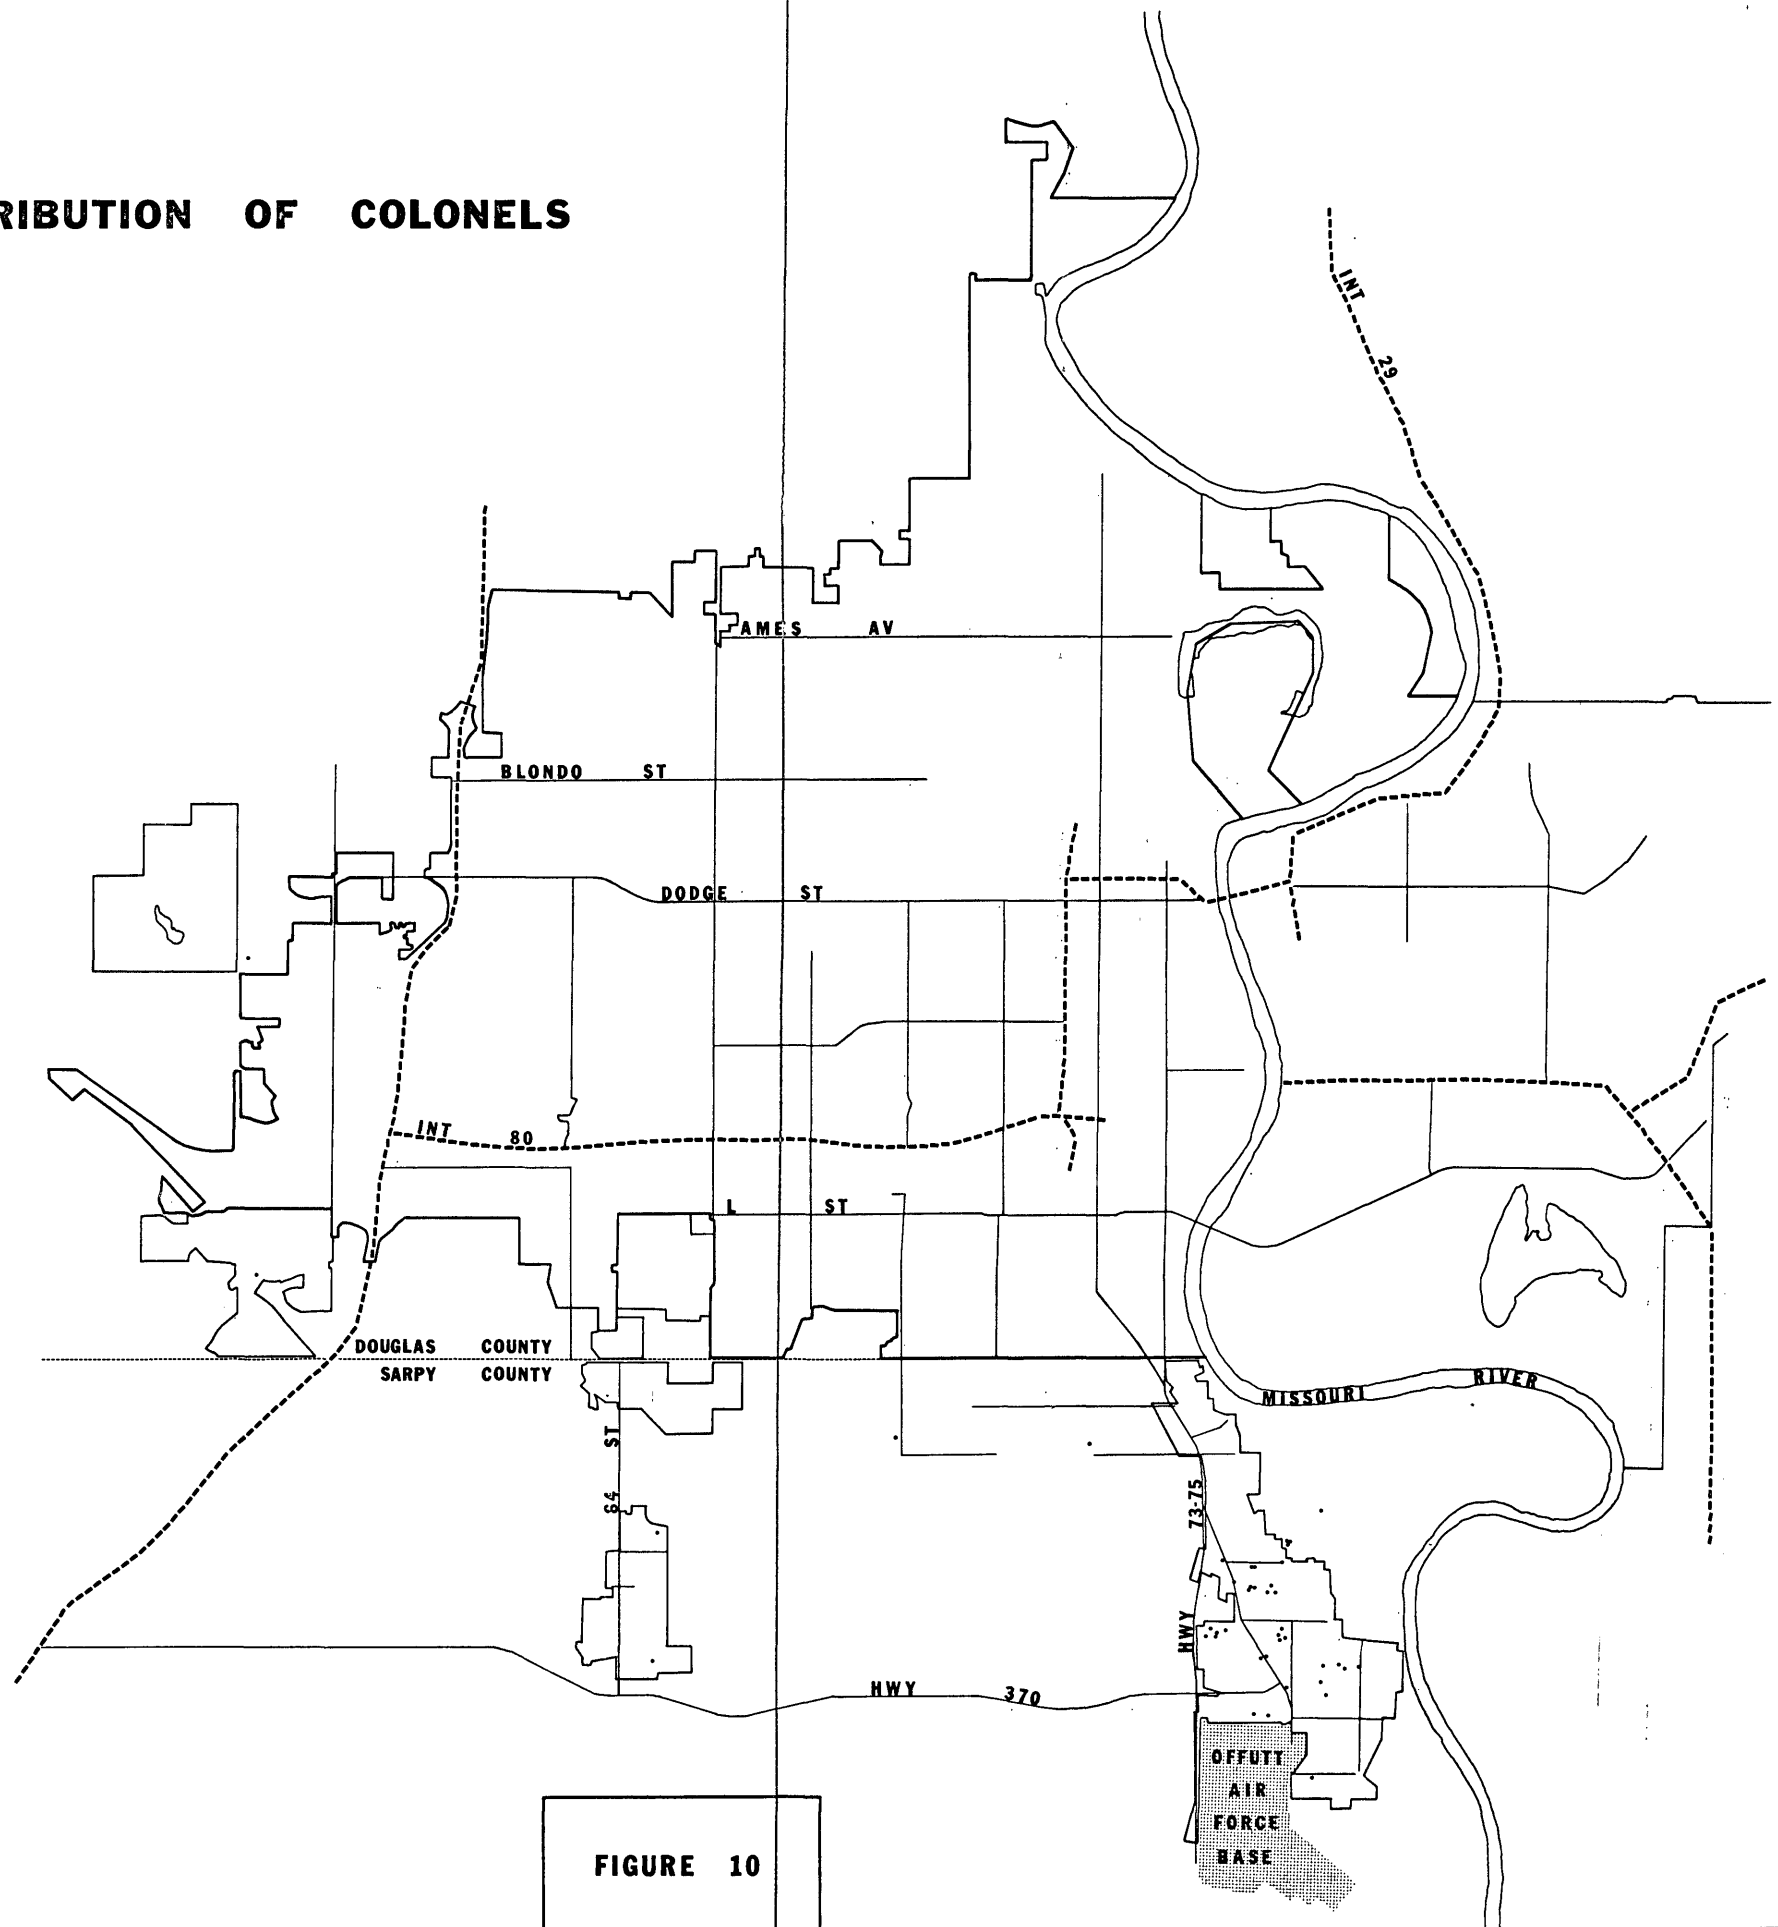 RIBUTION OF COLONELS
INT 29
AMES AV
BLONDO ST
DODGE ST
INT 80
L ST
DOUGLAS COUNTY
SARPY COUNTY
MISSOURI RIVER
64 ST
HWY 73-75
HWY 370
OFFUTT
AIR
FORCE
BASE
FIGURE 10